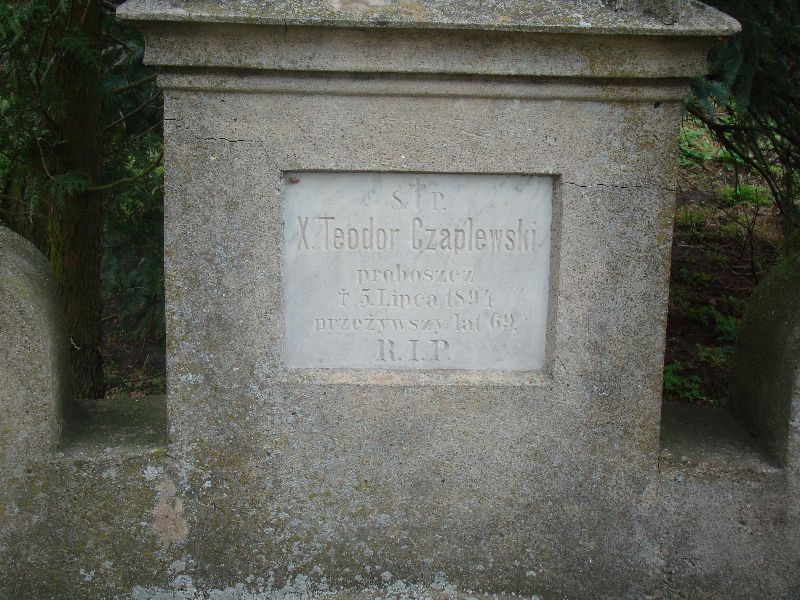 Ś.†P.
X. Teodor Czaplewski
proboszcz
† 5. Lipca 1894
przeżywszy lat 69.
R.I.P.